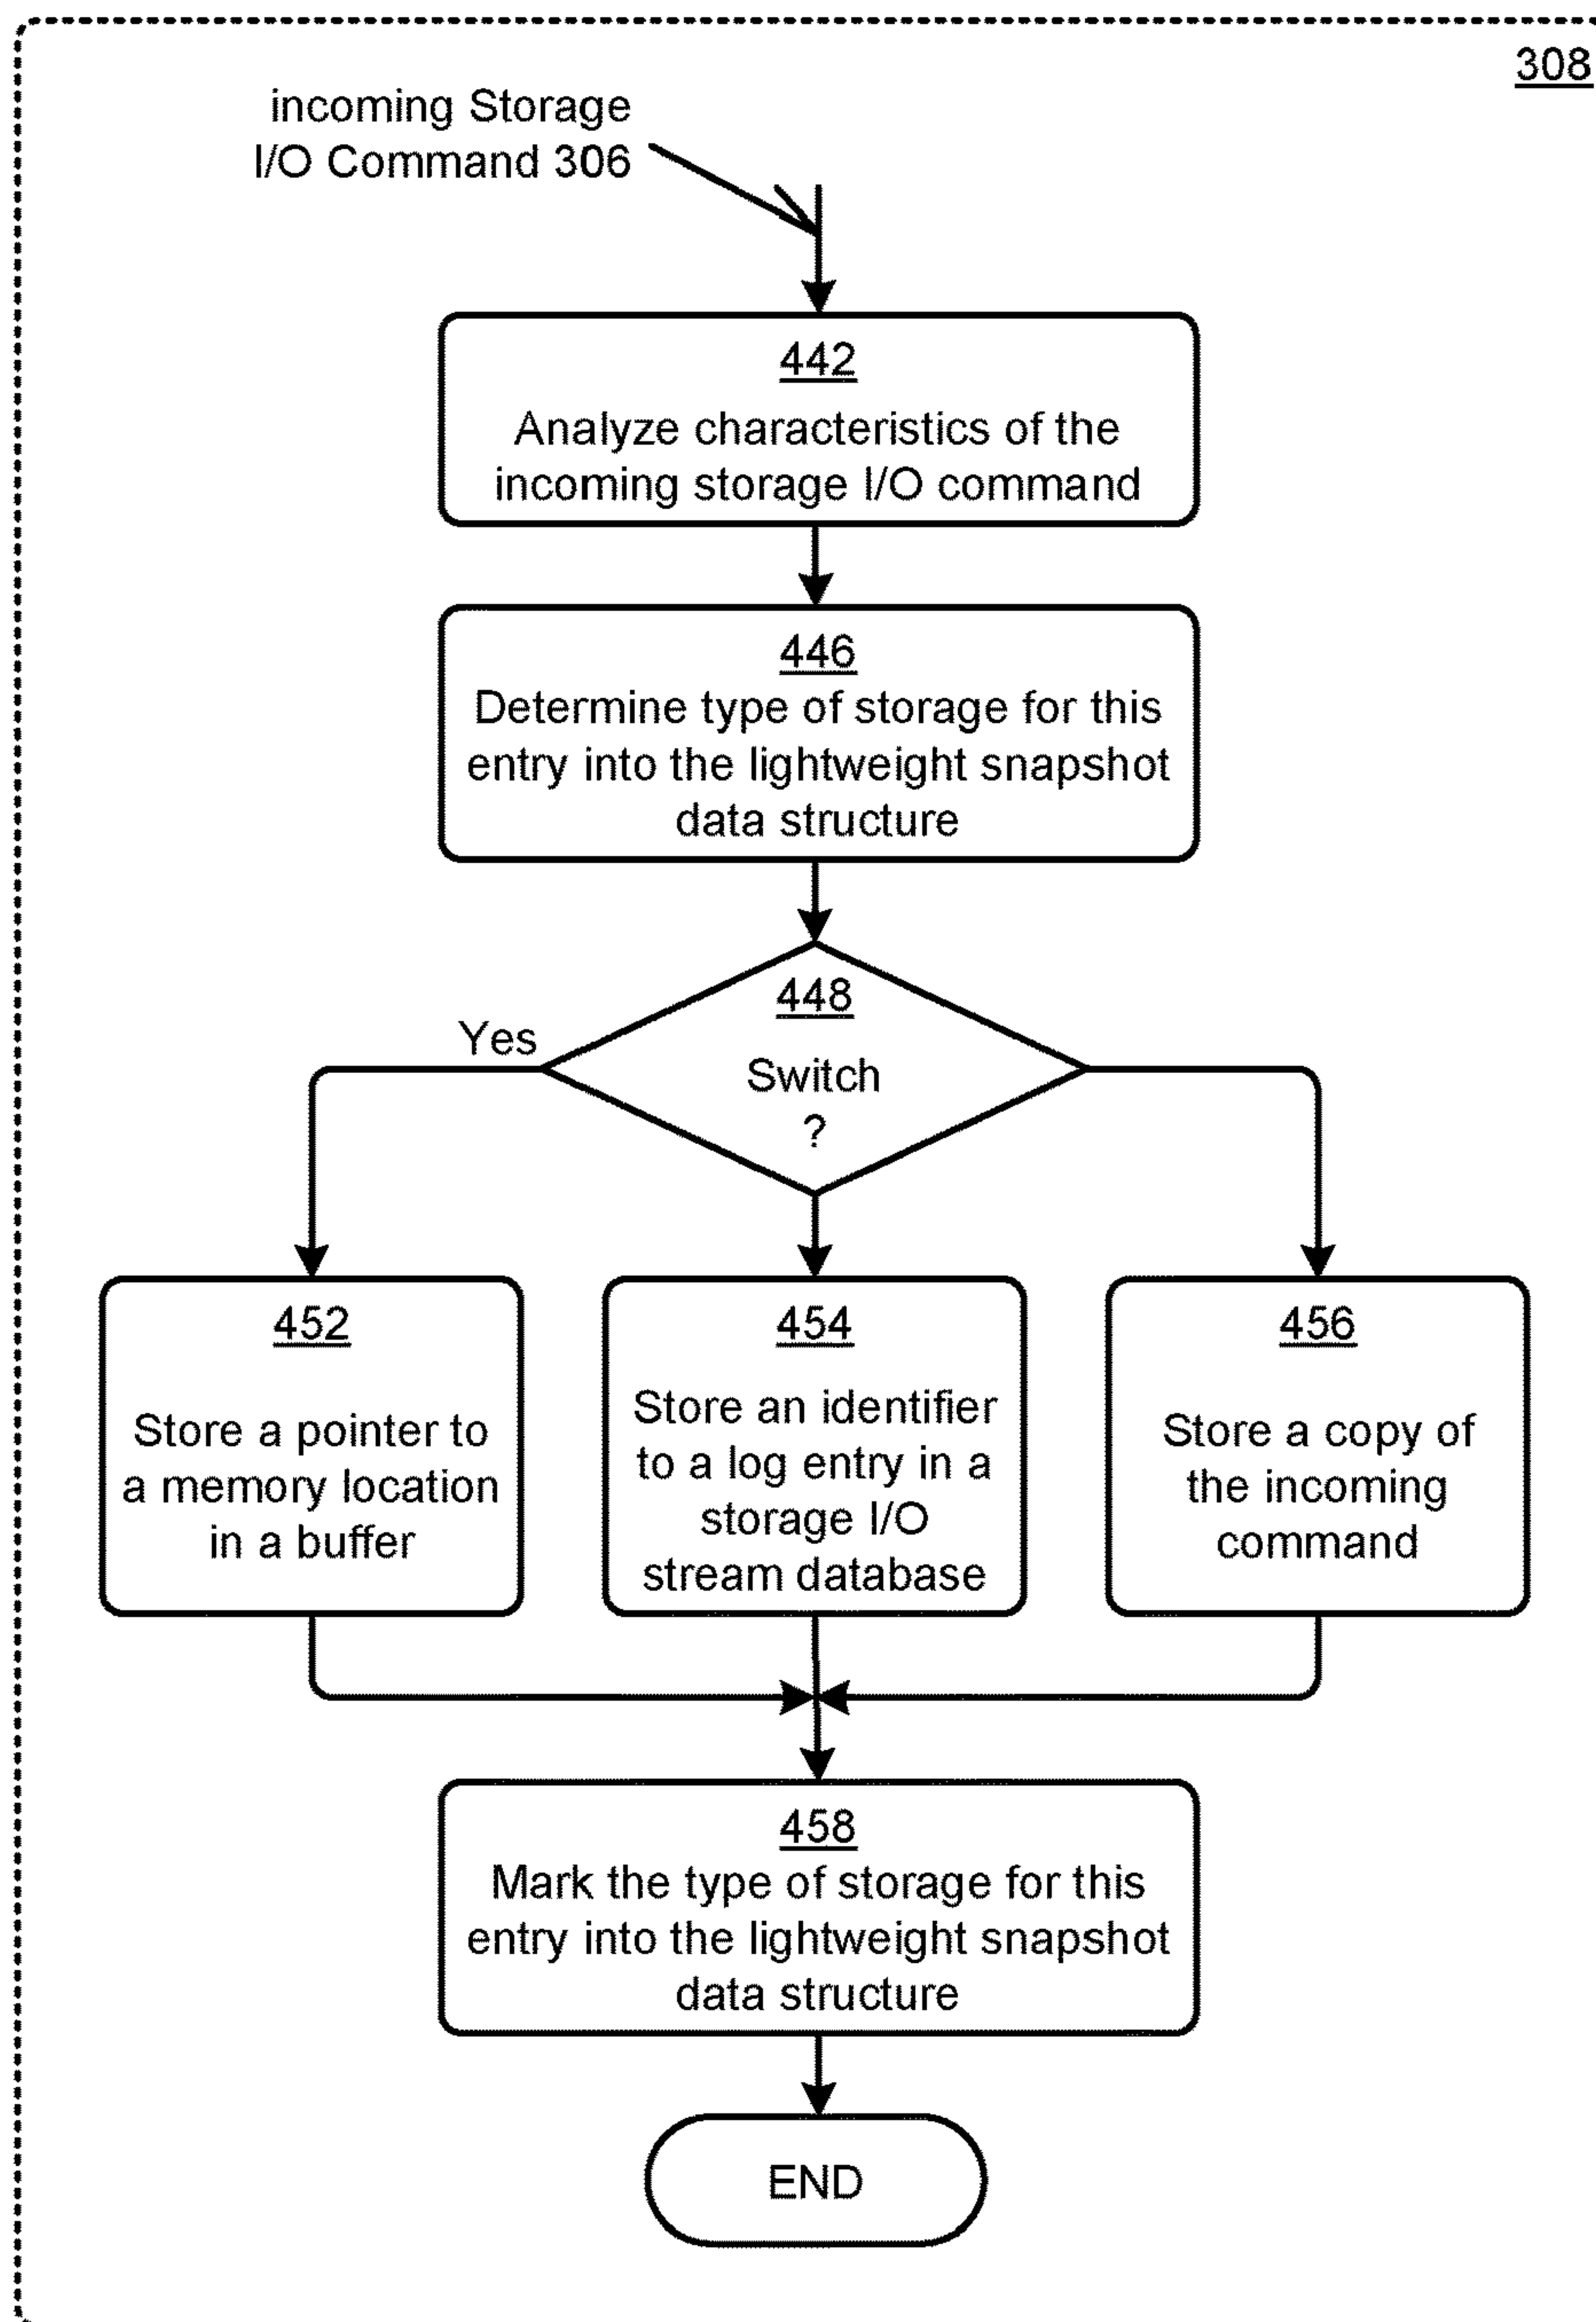 308
incoming Storage
I/O Command 306
442
Analyze characteristics of the
incoming storage I/O command
446
Determine type of storage for this
entry into the lightweight snapshot
data structure
448
Yes
Switch
?
452
Store a pointer to
a memory location
in a buffer
454
Store an identifier
to a log entry in a
storage I/O
stream database
456
Store a copy of
the incoming
command
458
Mark the type of storage for this
entry into the lightweight snapshot
data structure
END